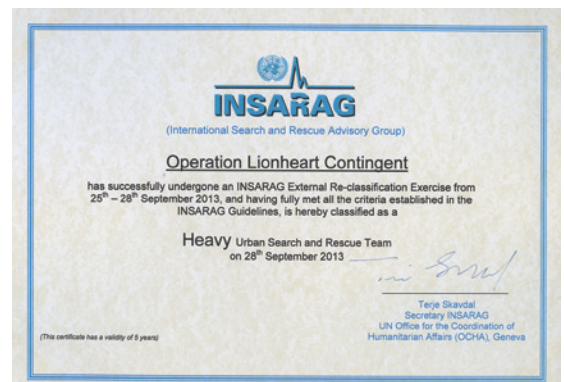 INSARAG
(International Search and Rescue Advisory Group)
Operation Lionheart Contingent
has successfully undergone an INSARAG External Re-classification Exercise from
25th – 28th September 2013, and having fully met all the criteria established in the
INSARAG Guidelines, is hereby classified as a
Heavy Urban Search and Rescue Team
on 28th September 2013
Terje Skavdal
Secretary INSARAG
UN Office for the Coordination of
Humanitarian Affairs (OCHA), Geneva
(This certificate has a validity of 5 years)